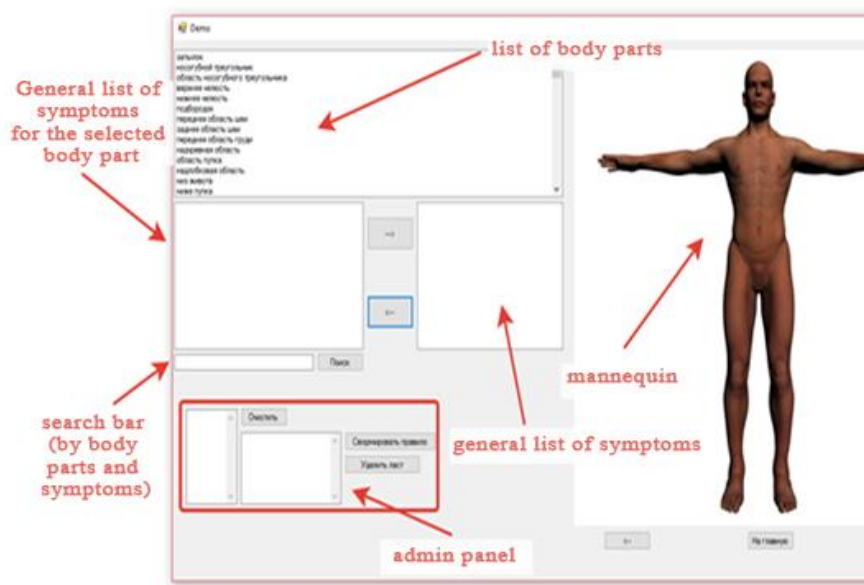 Demo
list of body parts
затылок
носогубной треугольник
область носогубного треугольника
верхняя челюсть
нижняя челюсть
подбородок
передняя область шеи
задняя область шеи
передняя область груди
надчревная область
область пупка
надлобковая область
низ живота
ниже пупка
General list of
symptoms
for the selected
body part
==>
<==
Поиск
search bar
(by body
parts and
symptoms)
mannequin
general list of symptoms
Очистить
Сформировать правило
Удалить лист
admin panel
<--
На главную